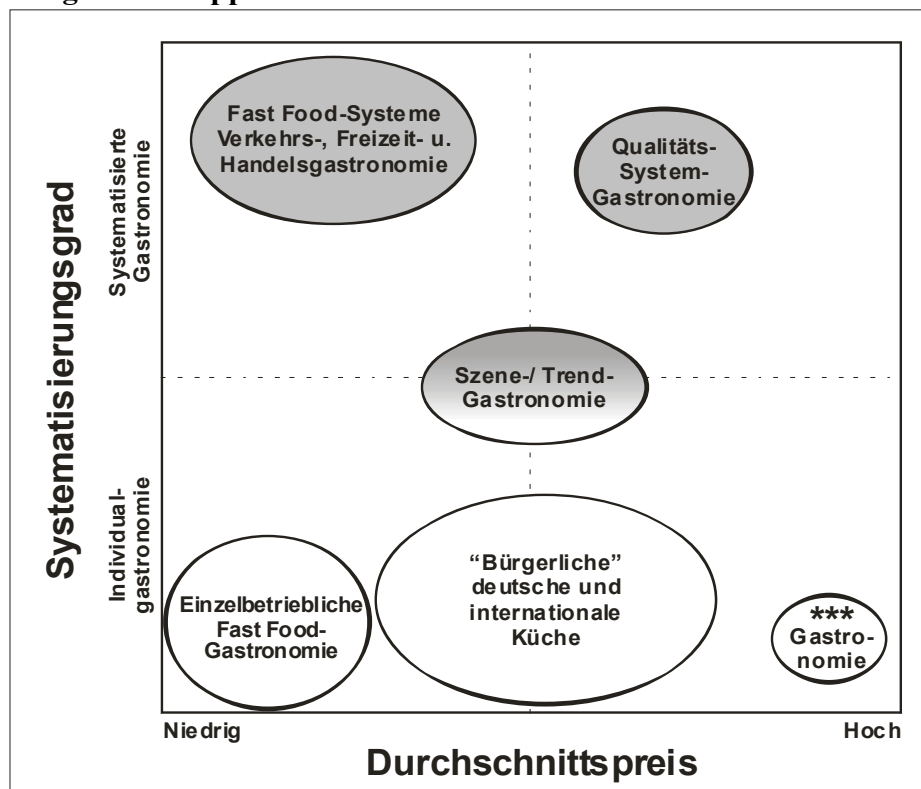 Fast Food-Systeme
Verkehrs-, Freizeit- u.
Handelsgastronomie
Qualitäts-
System-
Gastronomie
Szene-/ Trend-
Gastronomie
Einzelbetriebliche
Fast Food-
Gastronomie
“Bürgerliche”
deutsche und
internationale
Küche
***
Gastro-
nomie
Systematisierungsgrad
Systematisierte
Gastronomie
Individual-
gastronomie
Niedrig
Hoch
Durchschnittspreis